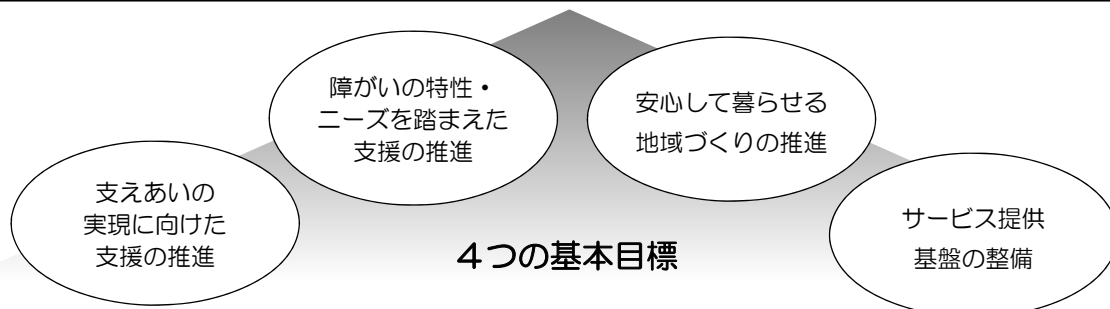 障がいの特性・
ニーズを踏まえた
支援の推進
安心して暮らせる
地域づくりの推進
支えあいの
実現に向けた
支援の推進
サービス提供
基盤の整備
４つの基本目標